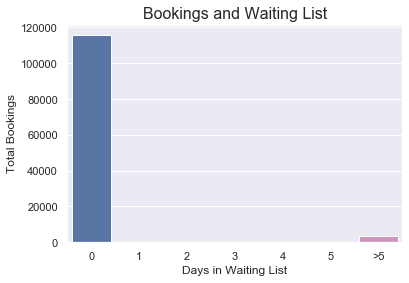 Bookings and Waiting List
120000
100000
80000
60000
40000
20000
0
Total Bookings
0 1 2 3 4 5 >5
Days in Waiting List